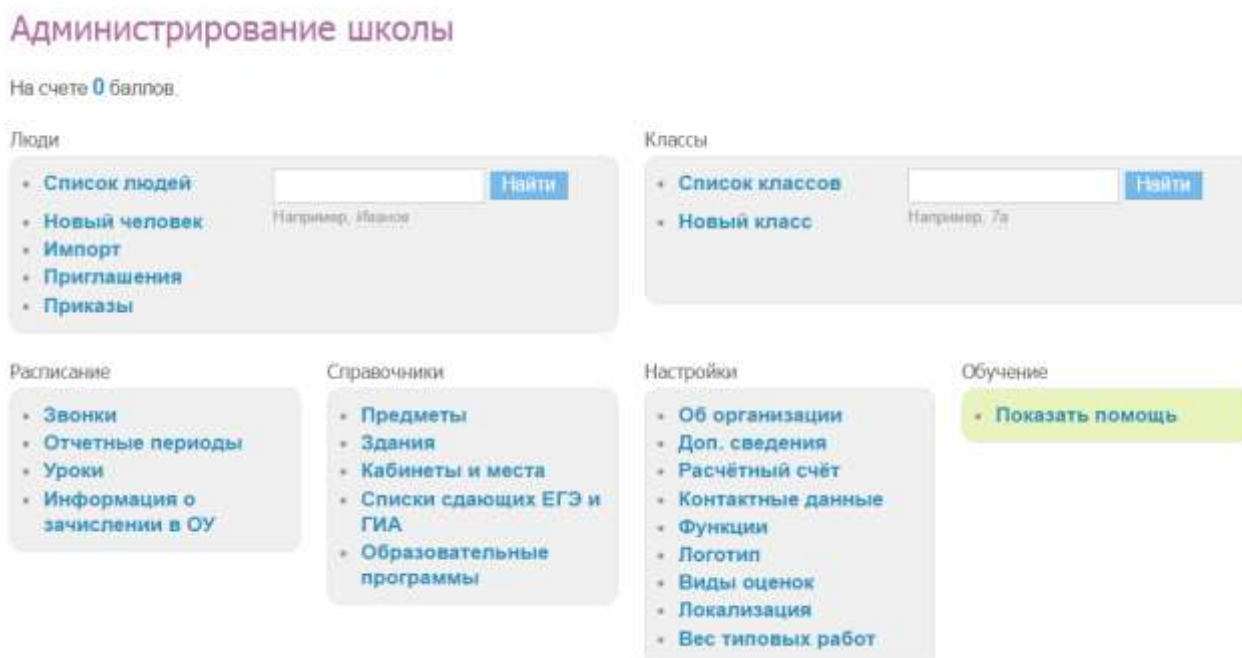 Администрирование школы
На счете 0 баллов.
Люди
Список людей
Найти
Новый человек
Например, Иванов
Импорт
Приглашения
Приказы
Классы
Список классов
Найти
Новый класс
Например, 7а
Расписание
Звонки
Отчетные периоды
Уроки
Информация о
зачислении в ОУ
Справочники
Предметы
Здания
Кабинеты и места
Списки сдающих ЕГЭ и
ГИА
Образовательные
программы
Настройки
Об организации
Доп. сведения
Расчётный счёт
Контактные данные
Функции
Логотип
Виды оценок
Локализация
Вес типовых работ
Обучение
Показать помощь